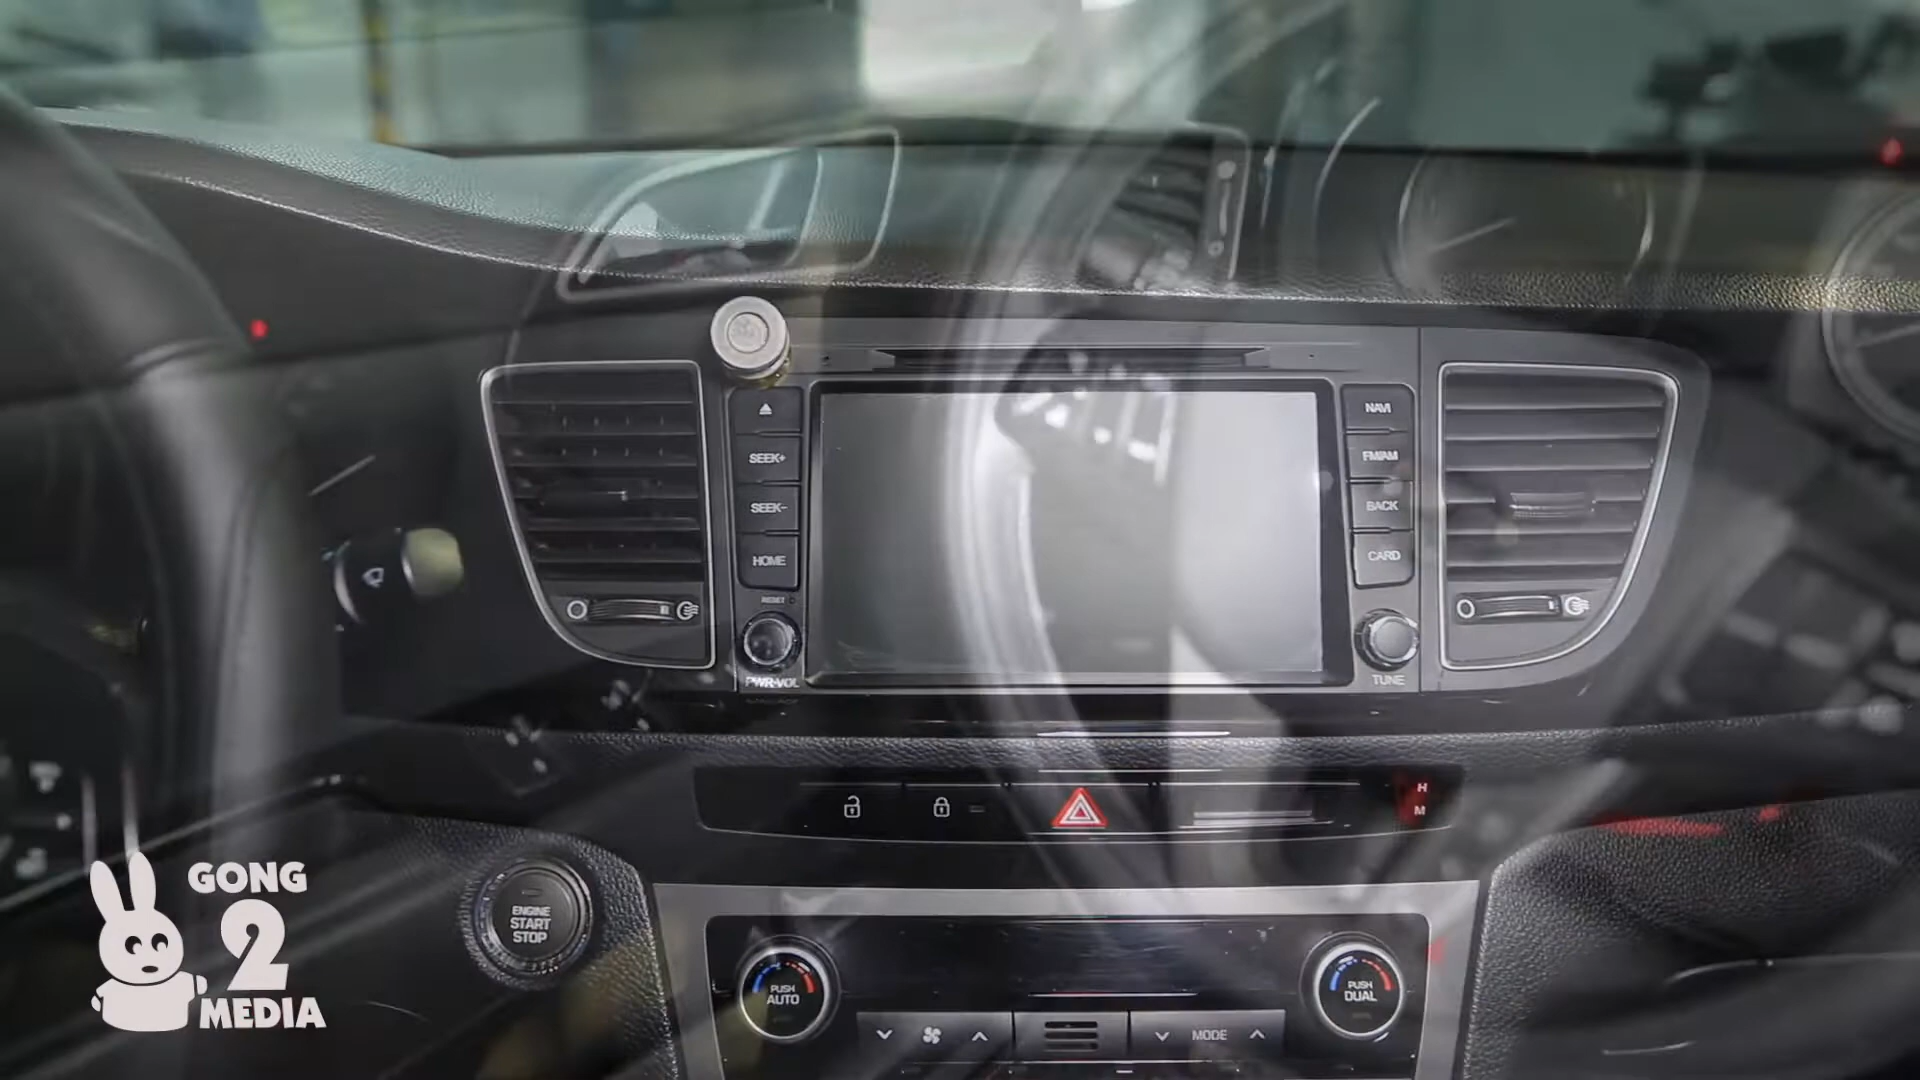 NAVI
SEEK+
FM/AM
SEEK-
BACK
HOME
CARD
RESET
PWR·VOL
TUNE
H
M
ENGINE
START
STOP
PUSH
AUTO
PUSH
DUAL
MODE
GONG
2
MEDIA